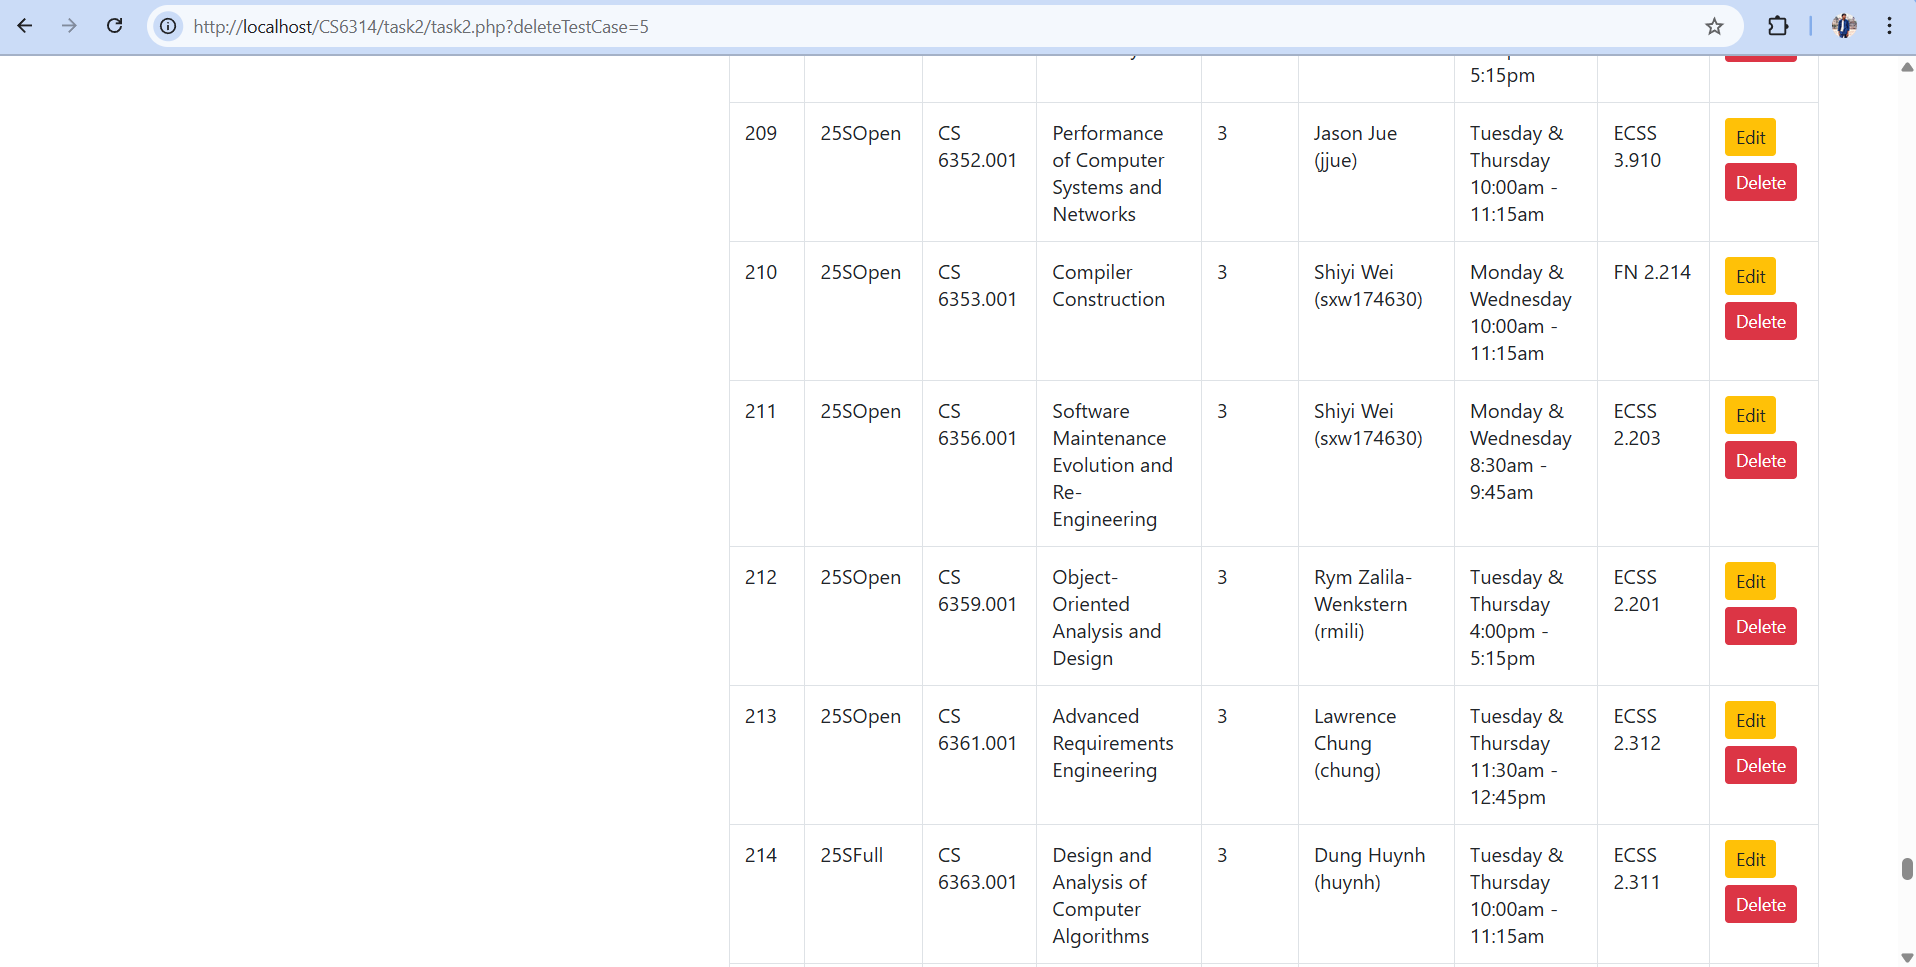 http://localhost/CS6314/task2/task2.php?deleteTestCase=5
5:15pm
209 25SOpen CS Performance 3 Jason Jue Tuesday & ECSS Edit
6352.001 of Computer (jjue) Thursday 3.910
Systems and 10:00am - Delete
Networks 11:15am
210 25SOpen CS Compiler 3 Shiyi Wei Monday & FN 2.214 Edit
6353.001 Construction (sxw174630) Wednesday
10:00am - Delete
11:15am
211 25SOpen CS Software 3 Shiyi Wei Monday & ECSS Edit
6356.001 Maintenance (sxw174630) Wednesday 2.203
Evolution and 8:30am - Delete
Re- 9:45am
Engineering
212 25SOpen CS Object- 3 Rym Zalila- Tuesday & ECSS Edit
6359.001 Oriented Wenkstern Thursday 2.201
Analysis and (rmili) 4:00pm - Delete
Design 5:15pm
213 25SOpen CS Advanced 3 Lawrence Tuesday & ECSS Edit
6361.001 Requirements Chung Thursday 2.312
Engineering (chung) 11:30am - Delete
12:45pm
214 25SFull CS Design and 3 Dung Huynh Tuesday & ECSS Edit
6363.001 Analysis of (huynh) Thursday 2.311
Computer 10:00am - Delete
Algorithms 11:15am